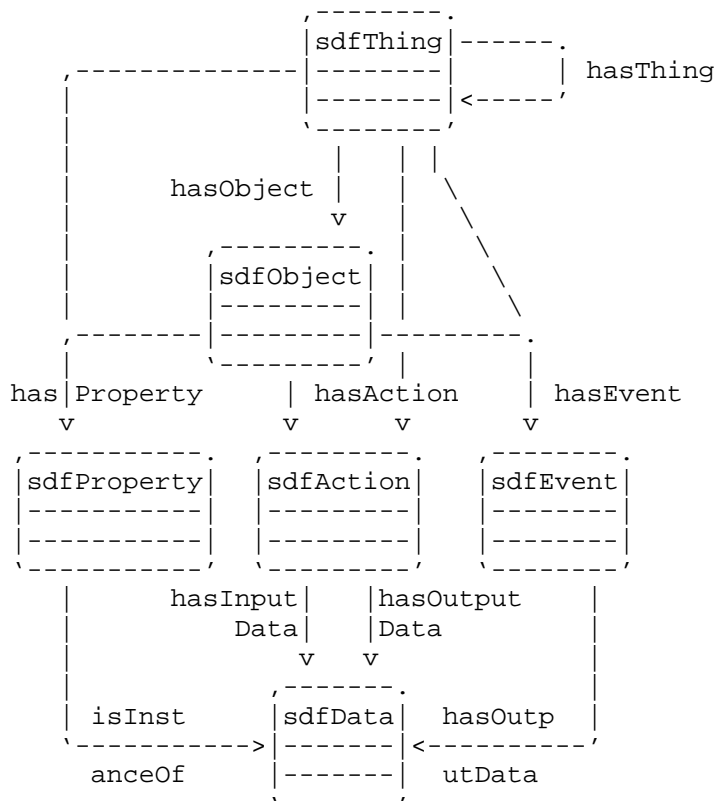 sdfThing
hasThing
hasObject
sdfObject
has Property hasAction hasEvent
sdfProperty sdfAction sdfEvent
hasInput hasOutput
Data Data
isInst sdfData hasOutp
anceOf utData